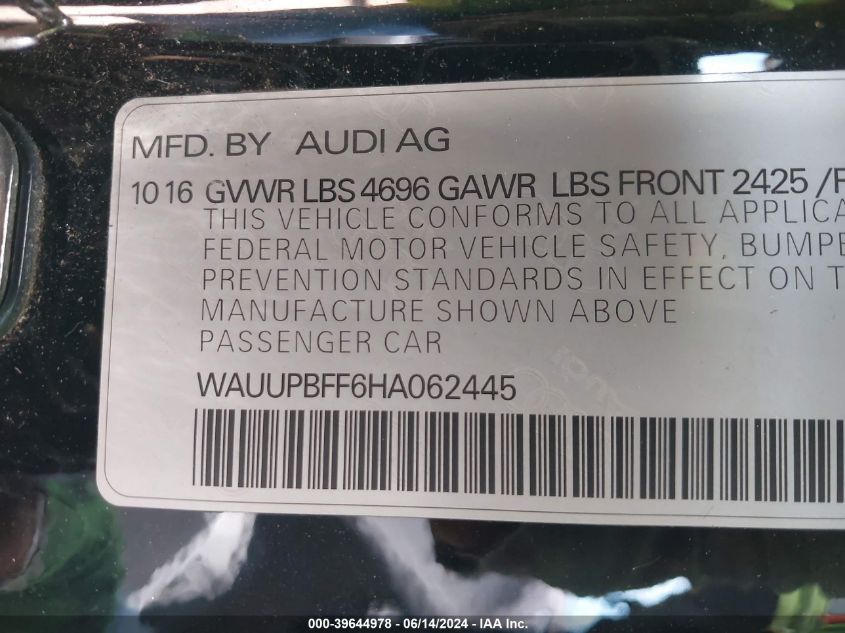 MFD. BY AUDI AG
10 16 GVWR LBS 4696 GAWR LBS FRONT 2425 /
THIS VEHICLE CONFORMS TO ALL
FEDERAL MOTOR VEHICLE SAFETY,
PREVENTION STANDARDS IN EFFECT ON
MANUFACTURE SHOWN ABOVE
PASSENGER CAR
WAUUPBFF6HA062445
000-39644978 - 06/14/2024 - IAA Inc.